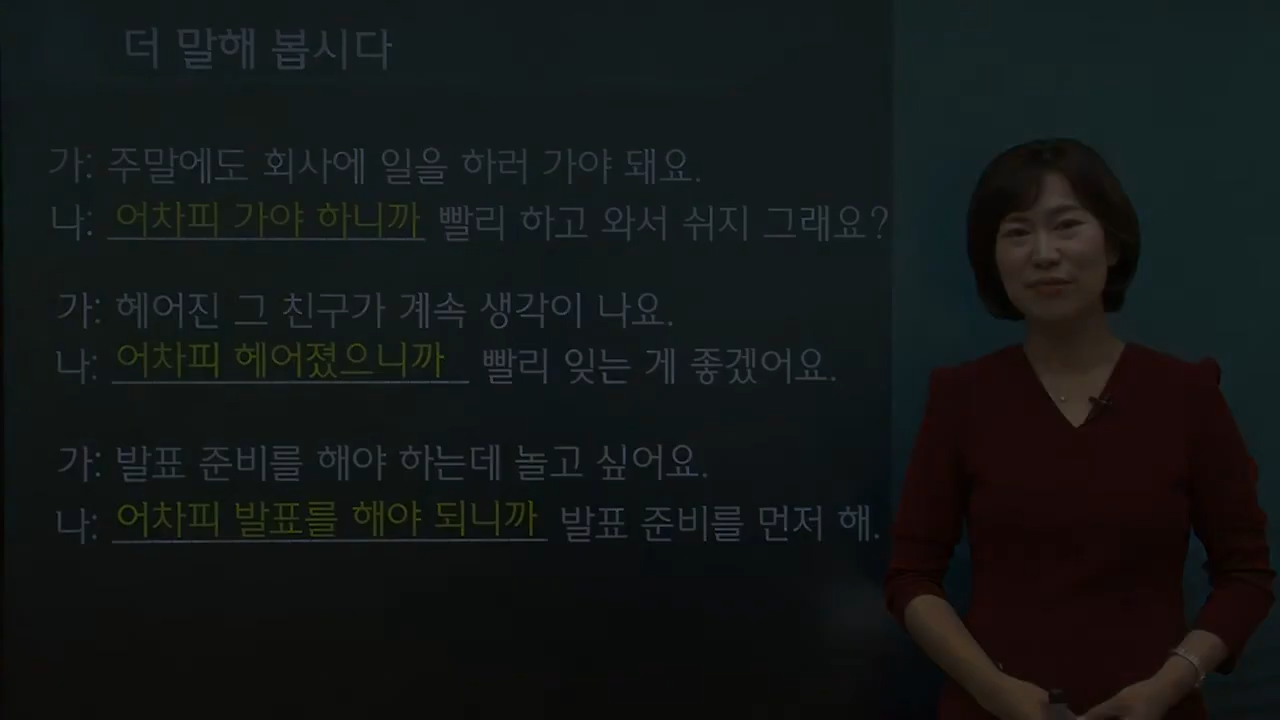 더 말해 봅시다
가: 주말에도 회사에 일을 하러 가야 돼요.
나: 어차피 가야 하니까 빨리 하고 와서 쉬지 그래요?
가: 헤어진 그 친구가 계속 생각이 나요.
나: 어차피 헤어졌으니까 빨리 잊는 게 좋겠어요.
가: 발표 준비를 해야 하는데 놀고 싶어요.
나: 어차피 발표를 해야 되니까 발표 준비를 먼저 해.